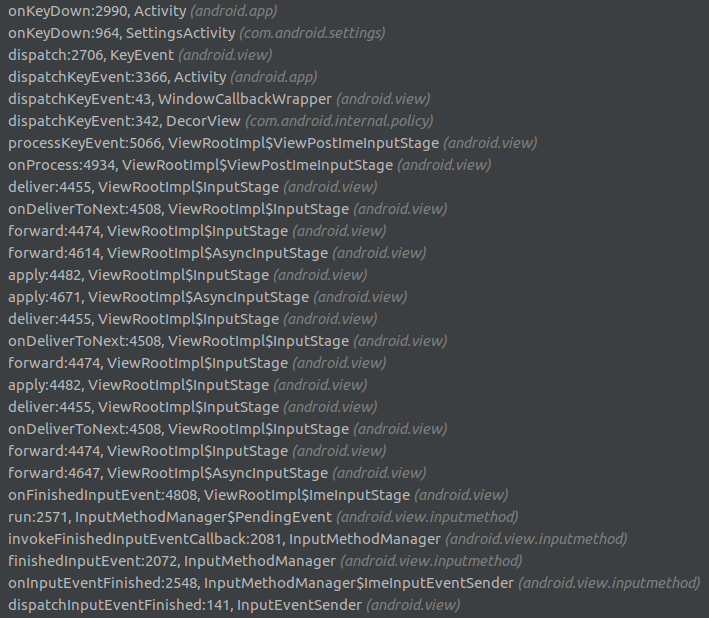 onKeyDown:2990, Activity (android.app)
onKeyDown:964, SettingsActivity (com.android.settings)
dispatch:2706, KeyEvent (android.view)
dispatchKeyEvent:3366, Activity (android.app)
dispatchKeyEvent:43, WindowCallbackWrapper (android.view)
dispatchKeyEvent:342, DecorView (com.android.internal.policy)
processKeyEvent:5066, ViewRootImpl$ViewPostImeInputStage (android.view)
onProcess:4934, ViewRootImpl$ViewPostImeInputStage (android.view)
deliver:4455, ViewRootImpl$InputStage (android.view)
onDeliverToNext:4508, ViewRootImpl$InputStage (android.view)
forward:4474, ViewRootImpl$InputStage (android.view)
forward:4614, ViewRootImpl$AsyncInputStage (android.view)
apply:4482, ViewRootImpl$InputStage (android.view)
apply:4671, ViewRootImpl$AsyncInputStage (android.view)
deliver:4455, ViewRootImpl$InputStage (android.view)
onDeliverToNext:4508, ViewRootImpl$InputStage (android.view)
forward:4474, ViewRootImpl$InputStage (android.view)
apply:4482, ViewRootImpl$InputStage (android.view)
deliver:4455, ViewRootImpl$InputStage (android.view)
onDeliverToNext:4508, ViewRootImpl$InputStage (android.view)
forward:4474, ViewRootImpl$InputStage (android.view)
forward:4647, ViewRootImpl$AsyncInputStage (android.view)
onFinishedInputEvent:4808, ViewRootImpl$ImeInputStage (android.view)
run:2571, InputMethodManager$PendingEvent (android.view.inputmethod)
invokeFinishedInputEventCallback:2081, InputMethodManager (android.view.inputmethod)
finishedInputEvent:2072, InputMethodManager (android.view.inputmethod)
onInputEventFinished:2548, InputMethodManager$ImeInputEventSender (android.view.inputmethod)
dispatchInputEventFinished:141, InputEventSender (android.view)